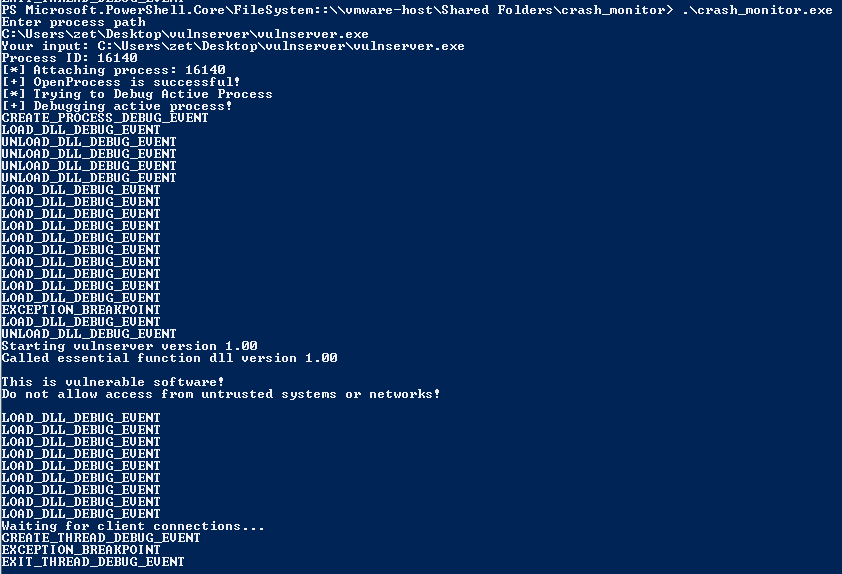 EXIT_THREAD_DEBUG_EVENT
PS Microsoft.PowerShell.Core\FileSystem::\\vmware-host\Shared Folders\crash_monitor> .\crash_monitor.exe
Enter process path
C:\Users\zet\Desktop\vulnserver\vulnserver.exe
Your input: C:\Users\zet\Desktop\vulnserver\vulnserver.exe
Process ID: 16140
[*] Attaching process: 16140
[+] OpenProcess is successful!
[*] Trying to Debug Active Process
[+] Debugging active process!
CREATE_PROCESS_DEBUG_EVENT
LOAD_DLL_DEBUG_EVENT
UNLOAD_DLL_DEBUG_EVENT
UNLOAD_DLL_DEBUG_EVENT
UNLOAD_DLL_DEBUG_EVENT
UNLOAD_DLL_DEBUG_EVENT
LOAD_DLL_DEBUG_EVENT
LOAD_DLL_DEBUG_EVENT
LOAD_DLL_DEBUG_EVENT
LOAD_DLL_DEBUG_EVENT
LOAD_DLL_DEBUG_EVENT
LOAD_DLL_DEBUG_EVENT
LOAD_DLL_DEBUG_EVENT
LOAD_DLL_DEBUG_EVENT
LOAD_DLL_DEBUG_EVENT
LOAD_DLL_DEBUG_EVENT
EXCEPTION_BREAKPOINT
LOAD_DLL_DEBUG_EVENT
UNLOAD_DLL_DEBUG_EVENT
Starting vulnserver version 1.00
Called essential function dll version 1.00
This is vulnerable software!
Do not allow access from untrusted systems or networks!
LOAD_DLL_DEBUG_EVENT
LOAD_DLL_DEBUG_EVENT
LOAD_DLL_DEBUG_EVENT
LOAD_DLL_DEBUG_EVENT
LOAD_DLL_DEBUG_EVENT
LOAD_DLL_DEBUG_EVENT
LOAD_DLL_DEBUG_EVENT
LOAD_DLL_DEBUG_EVENT
LOAD_DLL_DEBUG_EVENT
Waiting for client connections...
CREATE_THREAD_DEBUG_EVENT
EXCEPTION_BREAKPOINT
EXIT_THREAD_DEBUG_EVENT